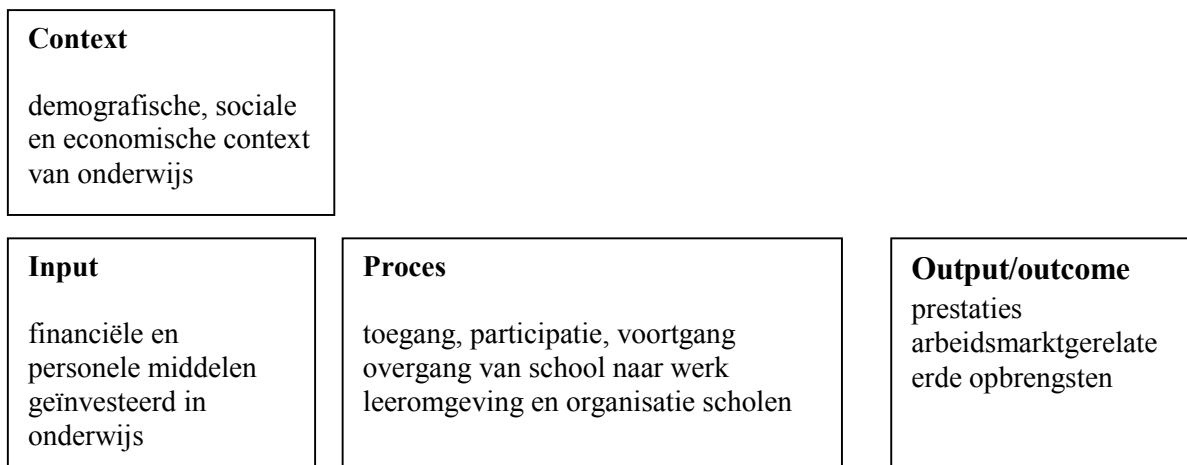 Context
demografische, sociale
en economische context
van onderwijs
Input
financiële en
personele middelen
geïnvesteerd in
onderwijs
Proces
toegang, participatie, voortgang
overgang van school naar werk
leeromgeving en organisatie scholen
Output/outcome
prestaties
arbeidsmarktgerelate
erde opbrengsten